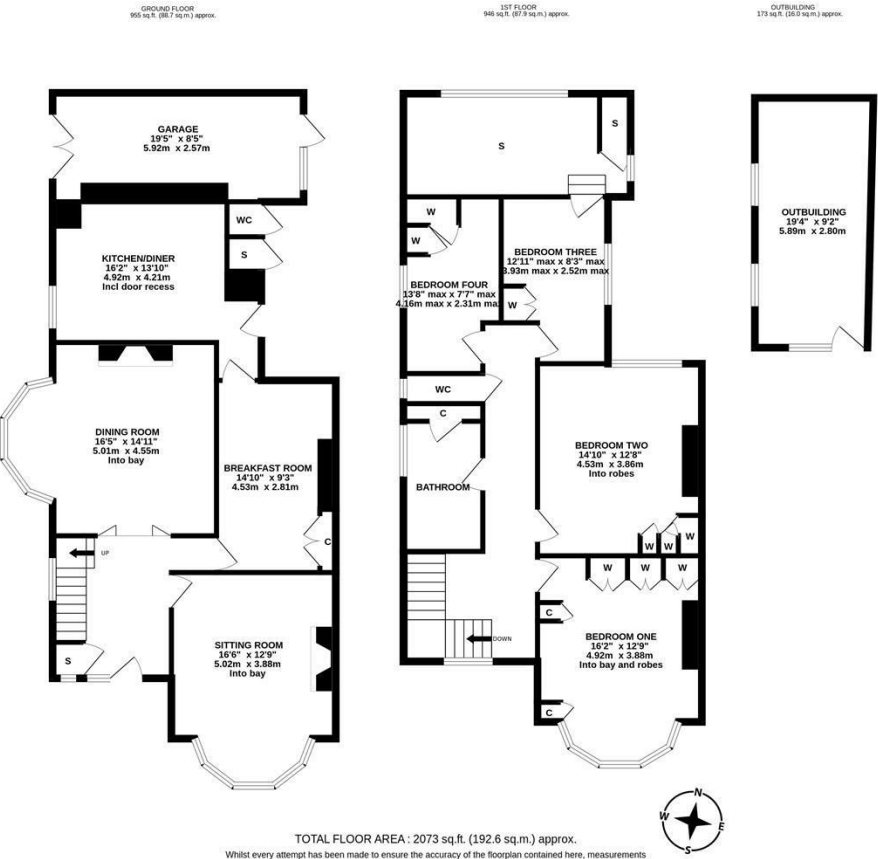 GROUND FLOOR
955 sq.ft. (88.7 sq.m.) approx.
1ST FLOOR
946 sq.ft. (87.9 sq.m.) approx.
OUTBUILDING
173 sq.ft. (16.0 sq.m.) approx.
GARAGE
19'5" x 8'5"
5.92m x 2.57m
WC
S
KITCHEN/DINER
16'2" x 13'10"
4.92m x 4.21m
Incl door recess
DINING ROOM
16'5" x 14'11"
5.01m x 4.55m
Into bay
BREAKFAST ROOM
14'10" x 9'3"
4.53m x 2.81m
C
UP
S
SITTING ROOM
16'6" x 12'9"
5.02m x 3.88m
Into bay
S
S
W
W
BEDROOM THREE
12'11" max x 8'3" max
3.93m max x 2.52m max
W
BEDROOM FOUR
13'8" max x 7'7" max
4.16m max x 2.31m max
WC
C
BATHROOM
BEDROOM TWO
14'10" x 12'8"
4.53m x 3.86m
Into robes
W
W
W
W
W
W
C
BEDROOM ONE
16'2" x 12'9"
4.92m x 3.88m
Into bay and robes
C
DOWN
OUTBUILDING
19'4" x 9'2"
5.89m x 2.80m
N
W
E
S
TOTAL FLOOR AREA : 2073 sq.ft. (192.6 sq.m.) approx.
Whilst every attempt has been made to ensure the accuracy of the floorplan contained here, measurements